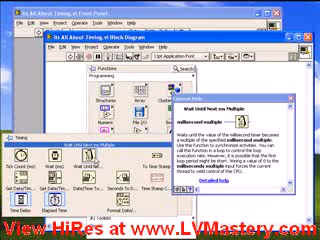 Its All About Timing.vi Front Panel
Its All About Timing.vi Block Diagram
File Edit View Project Operate Tools Window Help
13pt Application Font
Functions
Search
Programming
Structures
Array
Numeric
File I/O
Context Help
Wait Until Next ms Multiple
millisecond multiple
Waits until the value of the millisecond timer becomes
a multiple of the specified millisecond multiple.
Use this function to synchronize activities. You can
call this function in a loop to control the loop
execution rate. However, it is possible that the first
loop period might be short. Wiring a value of 0 to the
milliseconds multiple input forces the current
thread to yield control of the CPU.
Detailed help
Timing
Wait Until Next ms Multiple
Tick Count (ms)
Wait (ms)
Wait Until Ne...
To Time Stamp
Get Date/Tim...
Get Date/Tim...
Date/Time To...
Seconds To D...
Time Stamp C...
Time Delay
Elapsed Time
Format Date/...
View HiRes at www.LVMastery.com